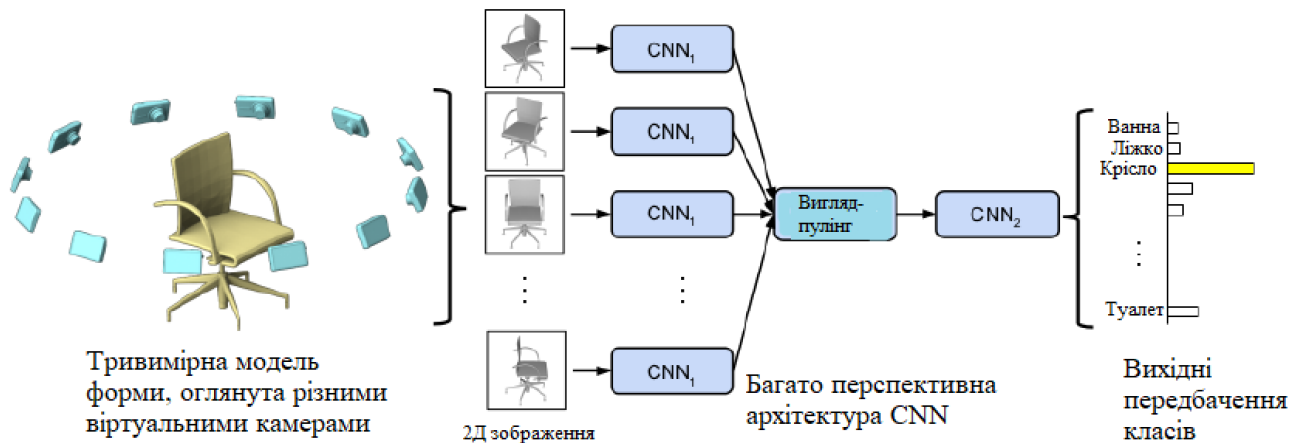 CNN₁
CNN₁
CNN₁
CNN₁
Вигляд-
пулінг
CNN₂
Ванна
Ліжко
Крісло
Туалет
Тривимірна модель
форми, оглянута різними
віртуальними камерами
2Д зображення
Багато перспективна
архітектура CNN
Вихідні
передбачення
класів